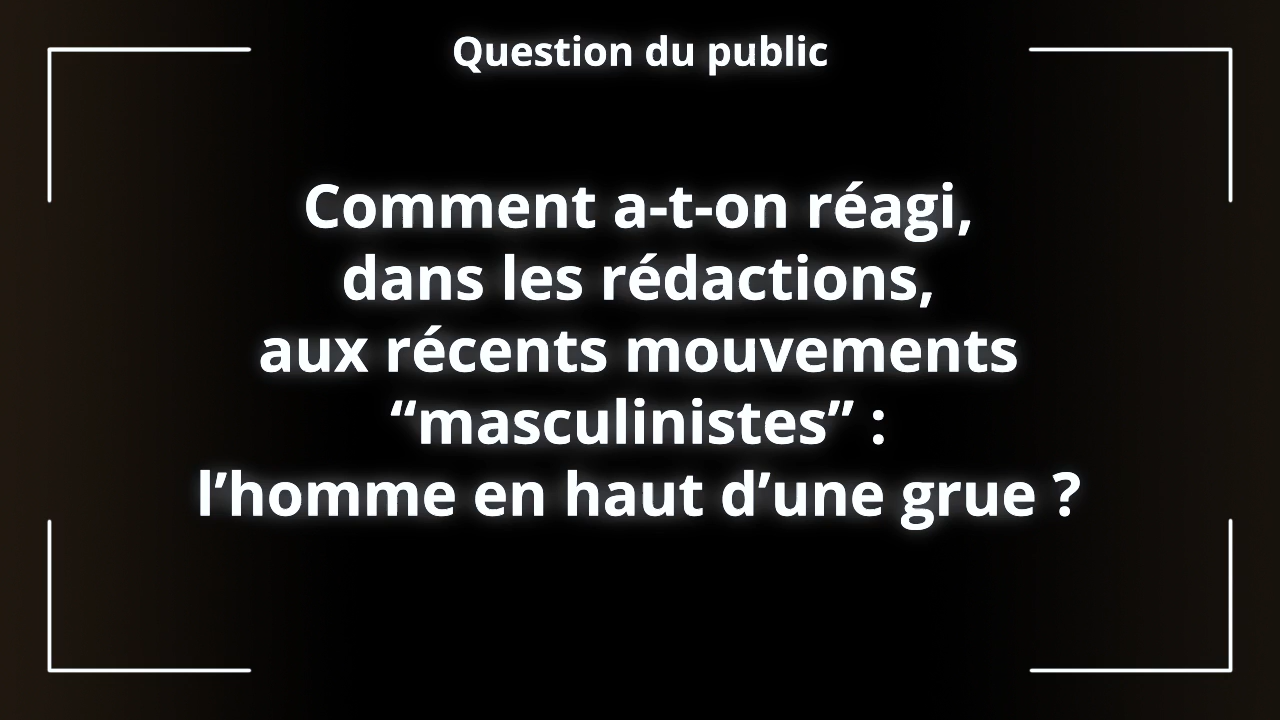 Question du public
Comment a-t-on réagi,
dans les rédactions,
aux récents mouvements
“masculinistes” :
l’homme en haut d’une grue ?